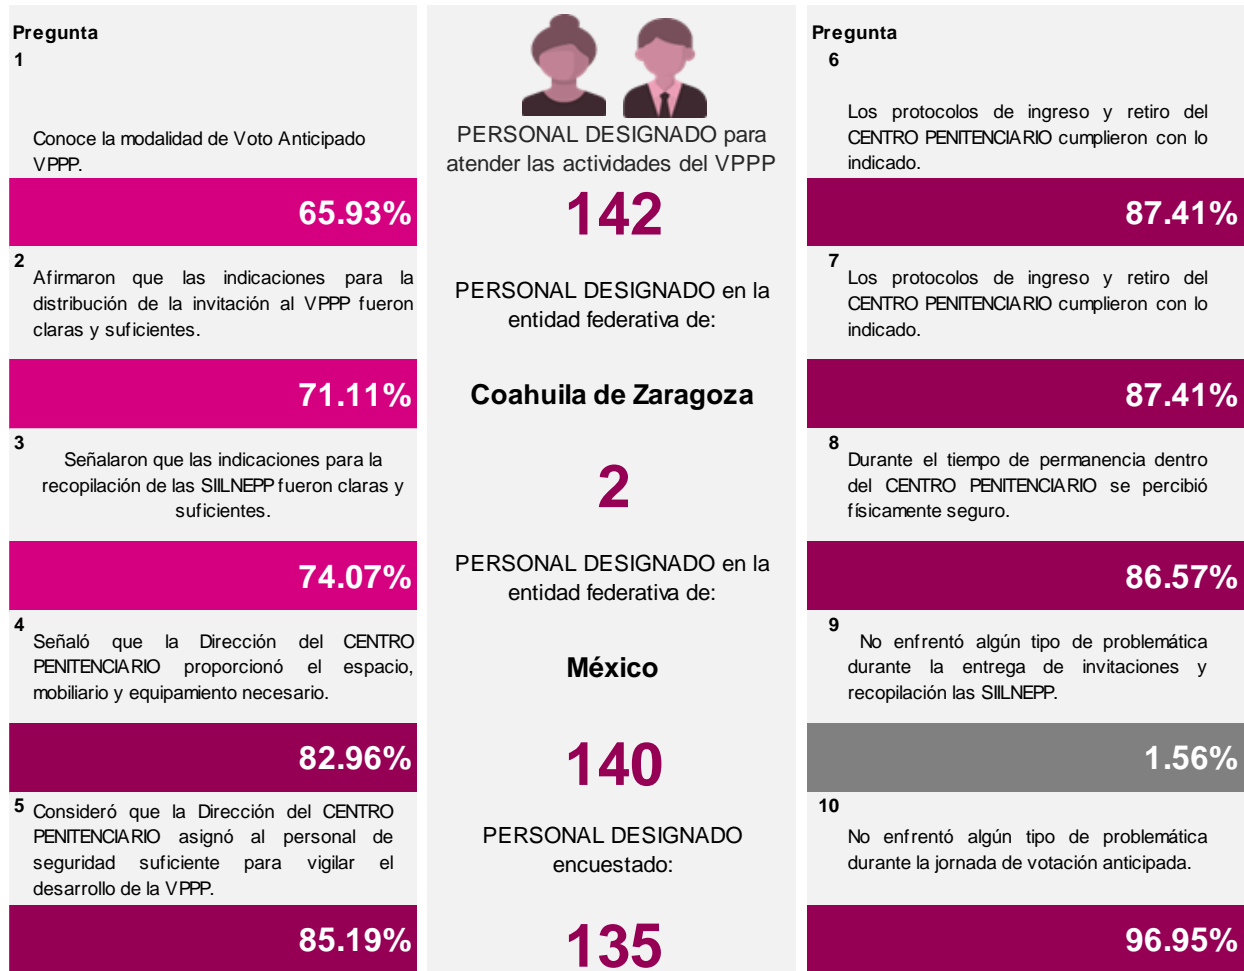 Pregunta
1
Conoce la modalidad de Voto Anticipado
VPPP.
65.93%
2
Afirmaron que las indicaciones para la
distribución de la invitación al VPPP fueron
claras y suficientes.
71.11%
3
Señalaron que las indicaciones para la
recopilación de las SIILNEPP fueron claras y
suficientes.
74.07%
4
Señaló que la Dirección del CENTRO
PENITENCIARIO proporcionó el espacio,
mobiliario y equipamiento necesario.
82.96%
5
Consideró que la Dirección del CENTRO
PENITENCIARIO asignó al personal de
seguridad suficiente para vigilar el
desarrollo de la VPPP.
85.19%
PERSONAL DESIGNADO para
atender las actividades del VPPP
142
PERSONAL DESIGNADO en la
entidad federativa de:
Coahuila de Zaragoza
2
PERSONAL DESIGNADO en la
entidad federativa de:
México
140
PERSONAL DESIGNADO
encuestado:
135
Pregunta
6
Los protocolos de ingreso y retiro del
CENTRO PENITENCIARIO cumplieron con lo
indicado.
87.41%
7
Los protocolos de ingreso y retiro del
CENTRO PENITENCIARIO cumplieron con lo
indicado.
87.41%
8
Durante el tiempo de permanencia dentro
del CENTRO PENITENCIARIO se percibió
físicamente seguro.
86.57%
9
No enfrentó algún tipo de problemática
durante la entrega de invitaciones y
recopilación las SIILNEPP.
1.56%
10
No enfrentó algún tipo de problemática
durante la jornada de votación anticipada.
96.95%